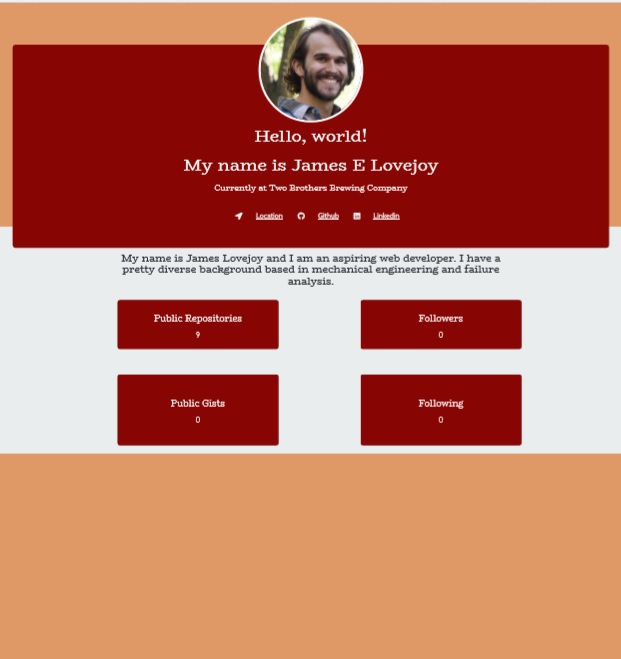 Hello, world!
My name is James E Lovejoy
Currently at Two Brothers Brewing Company
Location Github Linkedin
My name is James Lovejoy and I am an aspiring web developer. I have a
pretty diverse background based in mechanical engineering and failure
analysis.
Public Repositories
9
Followers
0
Public Gists
0
Following
0